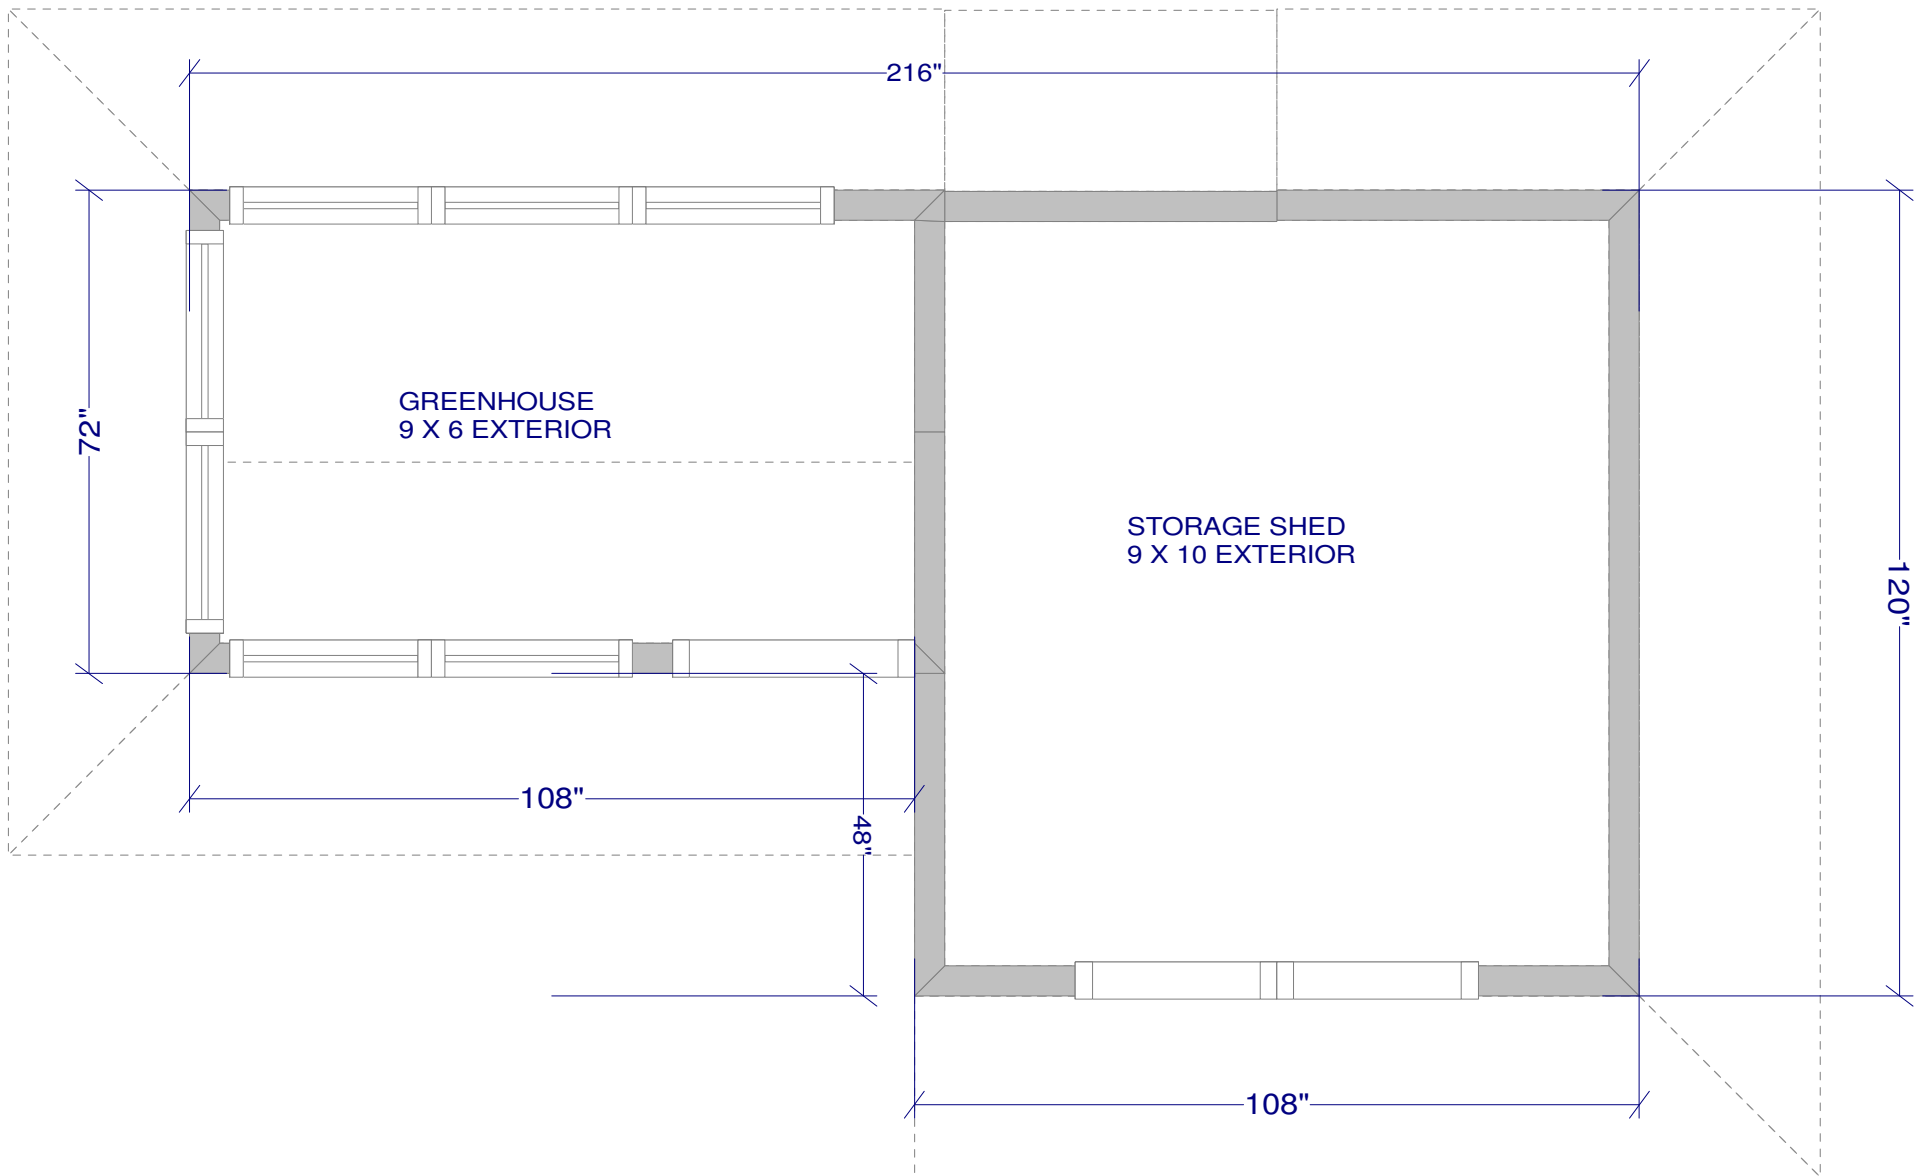 216"
GREENHOUSE
9 X 6 EXTERIOR
72"
STORAGE SHED
9 X 10 EXTERIOR
120"
108"
48"
108"